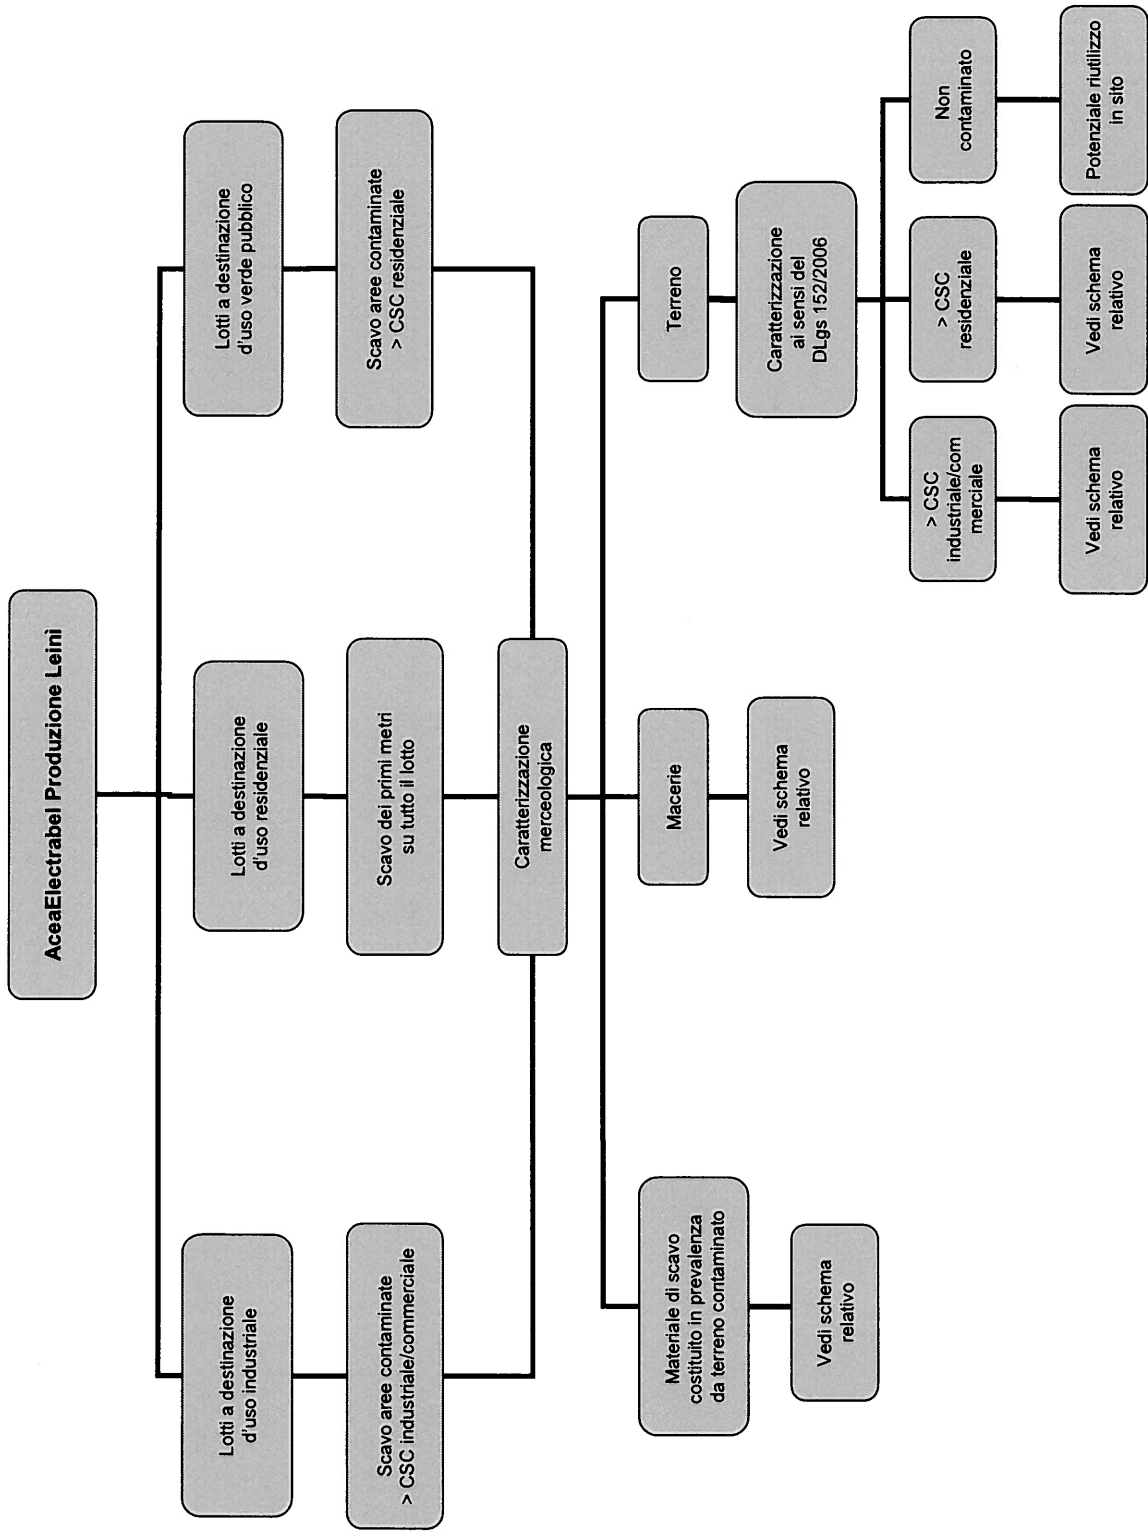 AceaElectrabel Produzione Leinì
Lotti a destinazione
d'uso industriale
Lotti a destinazione
d'uso residenziale
Lotti a destinazione
d'uso verde pubblico
Scavo aree contaminate
> CSC industriale/commerciale
Scavo dei primi metri
su tutto il lotto
Scavo aree contaminate
> CSC residenziale
Caratterizzazione
merceologica
Materiale di scavo
costituito in prevalenza
da terreno contaminato
Macerie
Terreno
Vedi schema
relativo
Vedi schema
relativo
Caratterizzazione
ai sensi del
DLgs 152/2006
> CSC
industriale/com
merciale
> CSC
residenziale
Non
contaminato
Vedi schema
relativo
Vedi schema
relativo
Potenziale riutilizzo
in sito